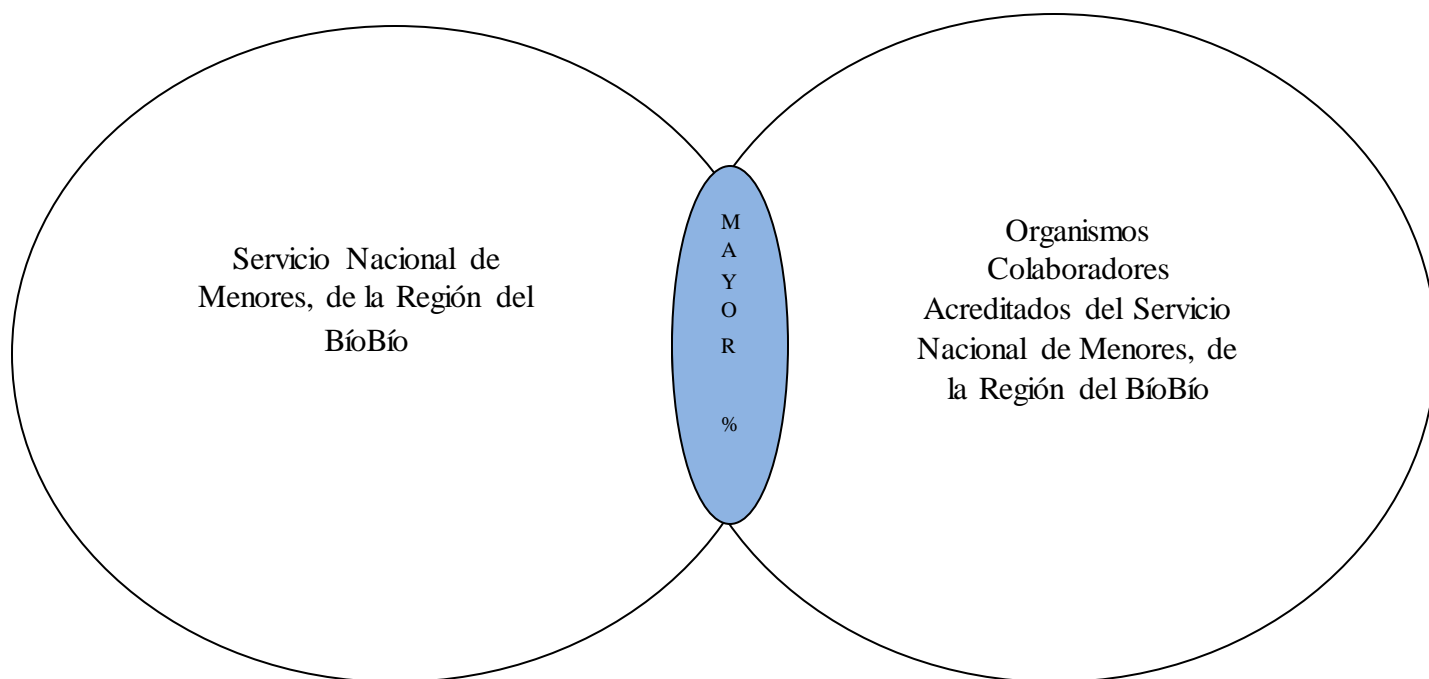 Servicio Nacional de
Menores, de la Región del
BíoBío
M
A
Y
O
R
%
Organismos
Colaboradores
Acreditados del Servicio
Nacional de Menores, de
la Región del BíoBío